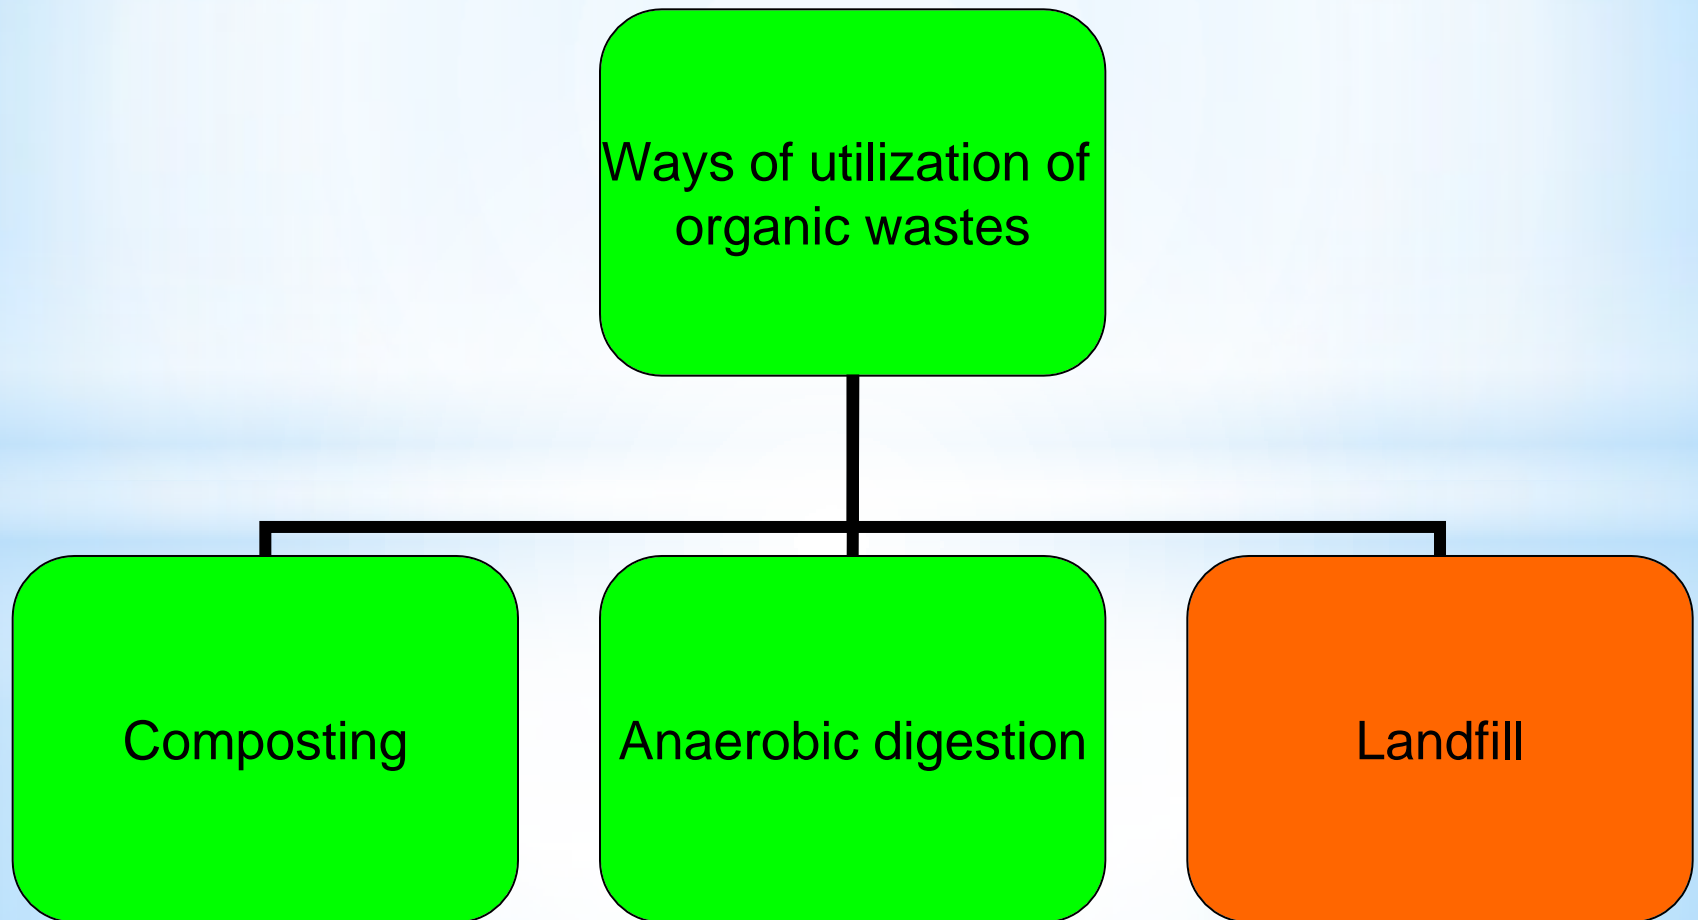 Ways of utilization of
organic wastes
Composting
Anaerobic digestion
Landfill